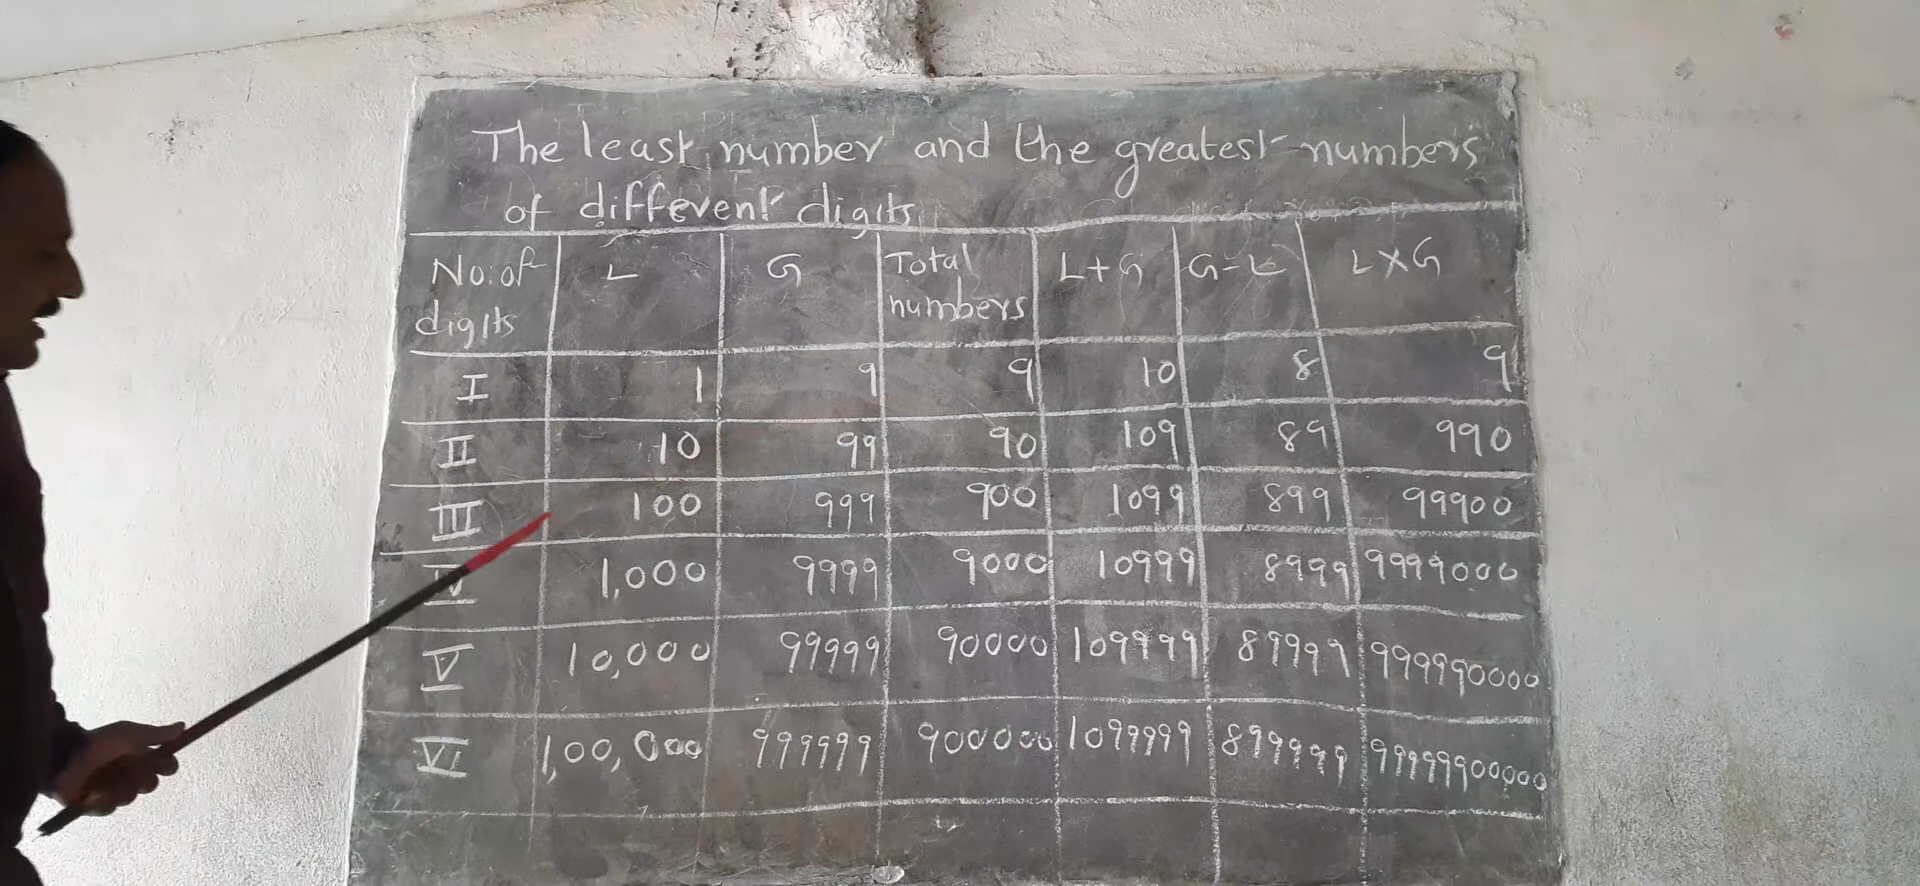 The least number and the greatest numbers
of different digits
No. of digits L G Total numbers L+G G-L L×G
I 1 9 9 10 8 9
II 10 99 90 109 89 990
III 100 999 900 1099 899 99900
IV 1,000 9999 9000 10999 8999 9999000
V 10,000 99999 90000 109999 89999 999990000
VI 1,00,000 999999 900000 1099999 899999 99999900000